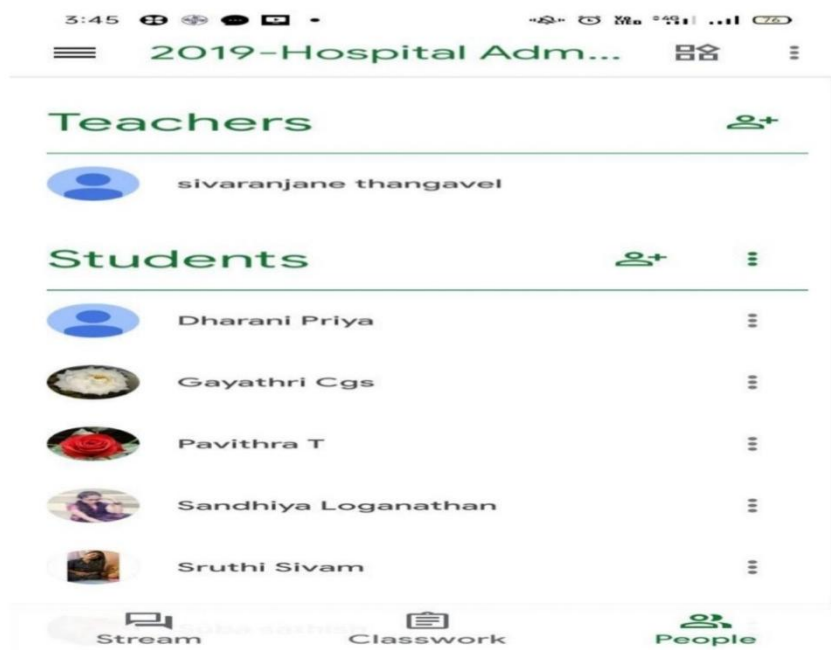 3:45
76
2019-Hospital Adm...
Teachers
sivaranjane thangavel
Students
Dharani Priya
Gayathri Cgs
Pavithra T
Sandhiya Loganathan
Sruthi Sivam
Stream
Classwork
People